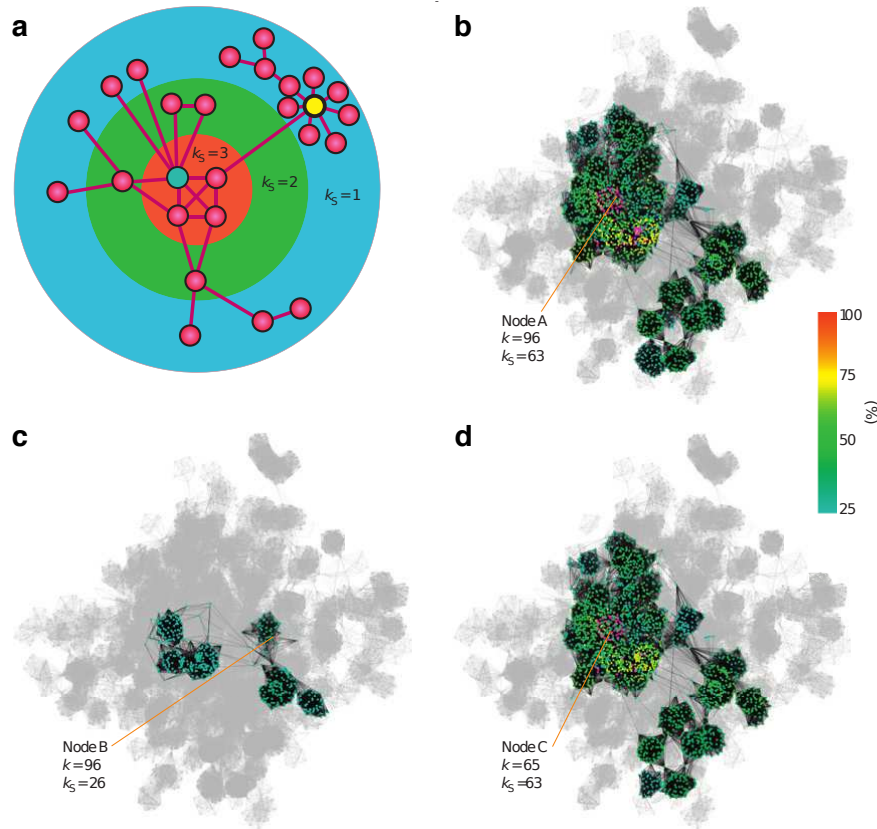 a
kS=3
kS=2
kS=1
b
Node A
k=96
kS=63
100
75
50
25
(%)
c
Node B
k=96
kS=26
d
Node C
k=65
kS=63